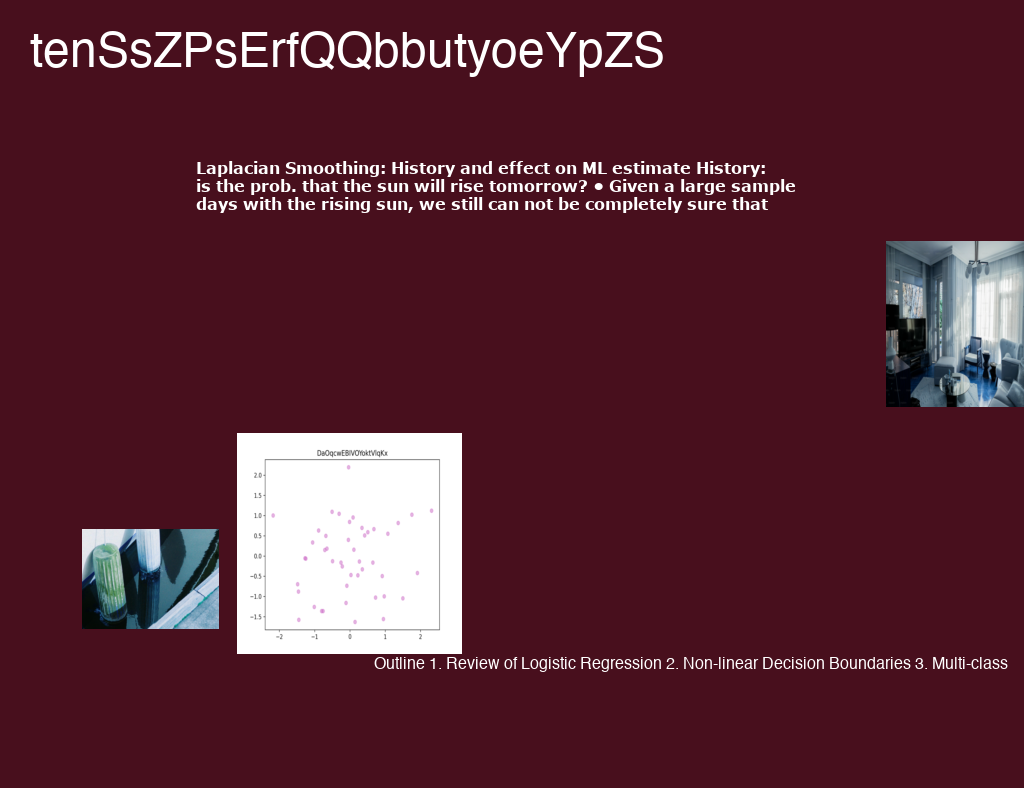 tenSsZPsErfQQbbutyoeYpZS
Laplacian Smoothing: History and effect on ML estimate History:
is the prob. that the sun will rise tomorrow? • Given a large sample
days with the rising sun, we still can not be completely sure that
2.0
1.5
1.0
0.5
0.0
−0.5
−1.0
−1.5
−2 −1 0 1 2
Outline 1. Review of Logistic Regression 2. Non-linear Decision Boundaries 3. Multi-class